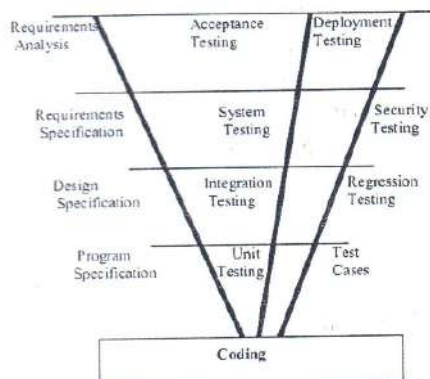 Requirements
Analysis
Acceptance
Testing
Deployment
Testing
Requirements
Specification
System
Testing
Security
Testing
Design
Specification
Integration
Testing
Regression
Testing
Program
Specification
Unit
Testing
Test
Cases
Coding